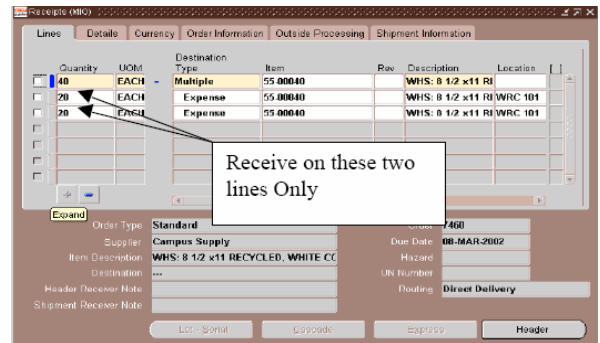 Receipts (MIO)
Lines Details Currency Order Information Outside Processing Shipment Information
Destination
Quantity UOM Type Item Rev Description Location [ ]
40 EACH - Multiple 55-00040 WHS: 8 1/2 x11 RI
20 EACH Expense 55-00040 WHS: 8 1/2 x11 RI WRC 101
20 EACH Expense 55-00040 WHS: 8 1/2 x11 RI WRC 101
Receive on these two
lines Only
Expand
Order Type Standard Order 7460
Supplier Campus Supply Due Date 08-MAR-2002
Item Description WHS: 8 1/2 x11 RECYCLED, WHITE CC Hazard
Destination ... UN Number
Header Receiver Note Routing Direct Delivery
Shipment Receiver Note
Lot - Serial Cascade Express Header